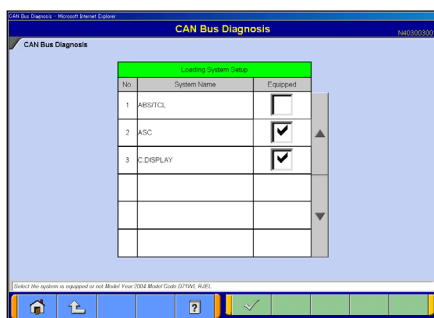 CAN Bus Diagnosis - Microsoft Internet Explorer
CAN Bus Diagnosis
N40300300
CAN Bus Diagnosis
Loading System Setup
No. System Name Equipped
1 ABS/TCL
2 ASC
3 C.DISPLAY
Select the system is equipped or not Model Year 2004 Model Code D71WL RJEL
?